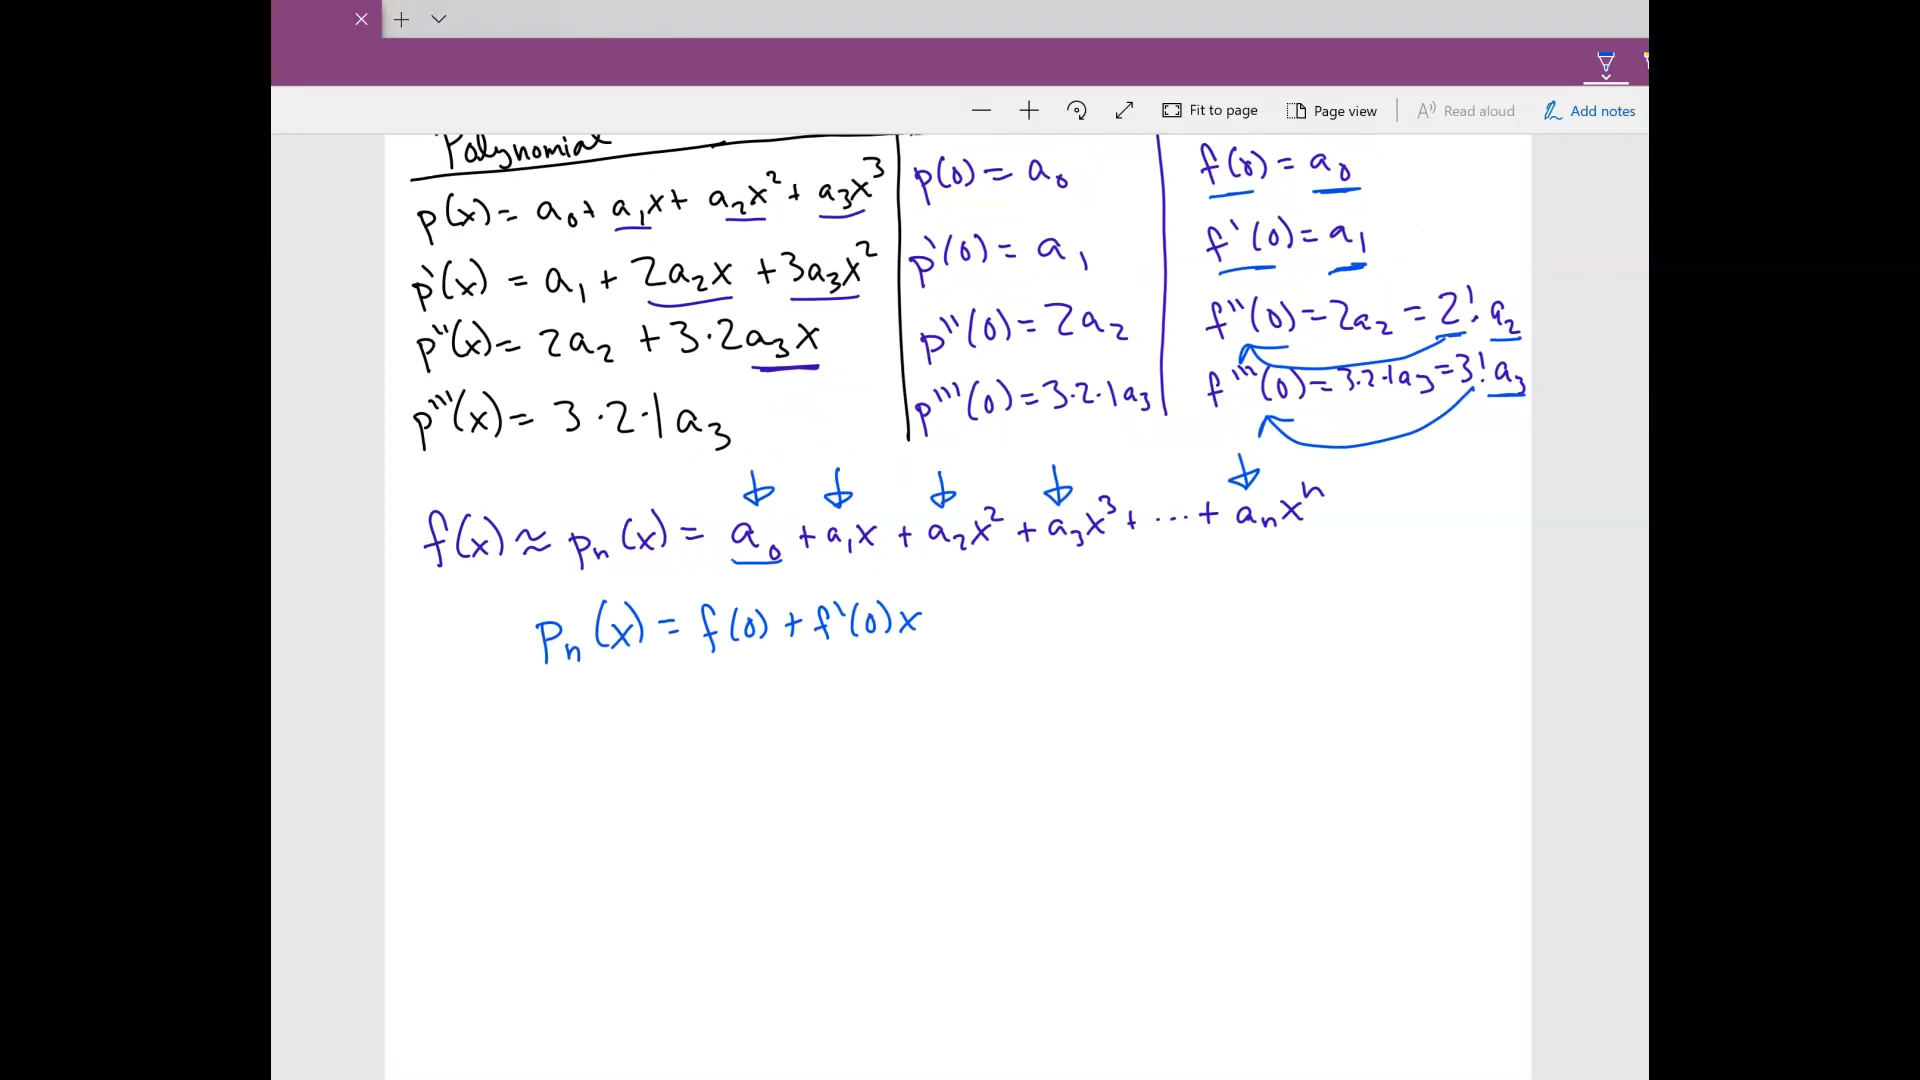 Fit to page Page view Read aloud Add notes
Polynomial
p(x) = a₀ + a₁x + a₂x² + a₃x³
p'(x) = a₁ + 2a₂x + 3a₃x²
p''(x) = 2a₂ + 3·2a₃x
p'''(x) = 3·2·1a₃
p(0) = a₀
p'(0) = a₁
p''(0) = 2a₂
p'''(0) = 3·2·1a₃
f(0) = a₀
f'(0) = a₁
f''(0) = 2a₂ = 2!·a₂
f'''(0) = 3·2·1a₃ = 3!a₃
f(x) ≈ pₙ(x) = a₀ + a₁x + a₂x² + a₃x³ + ... + aₙxⁿ
pₙ(x) = f(0) + f'(0)x